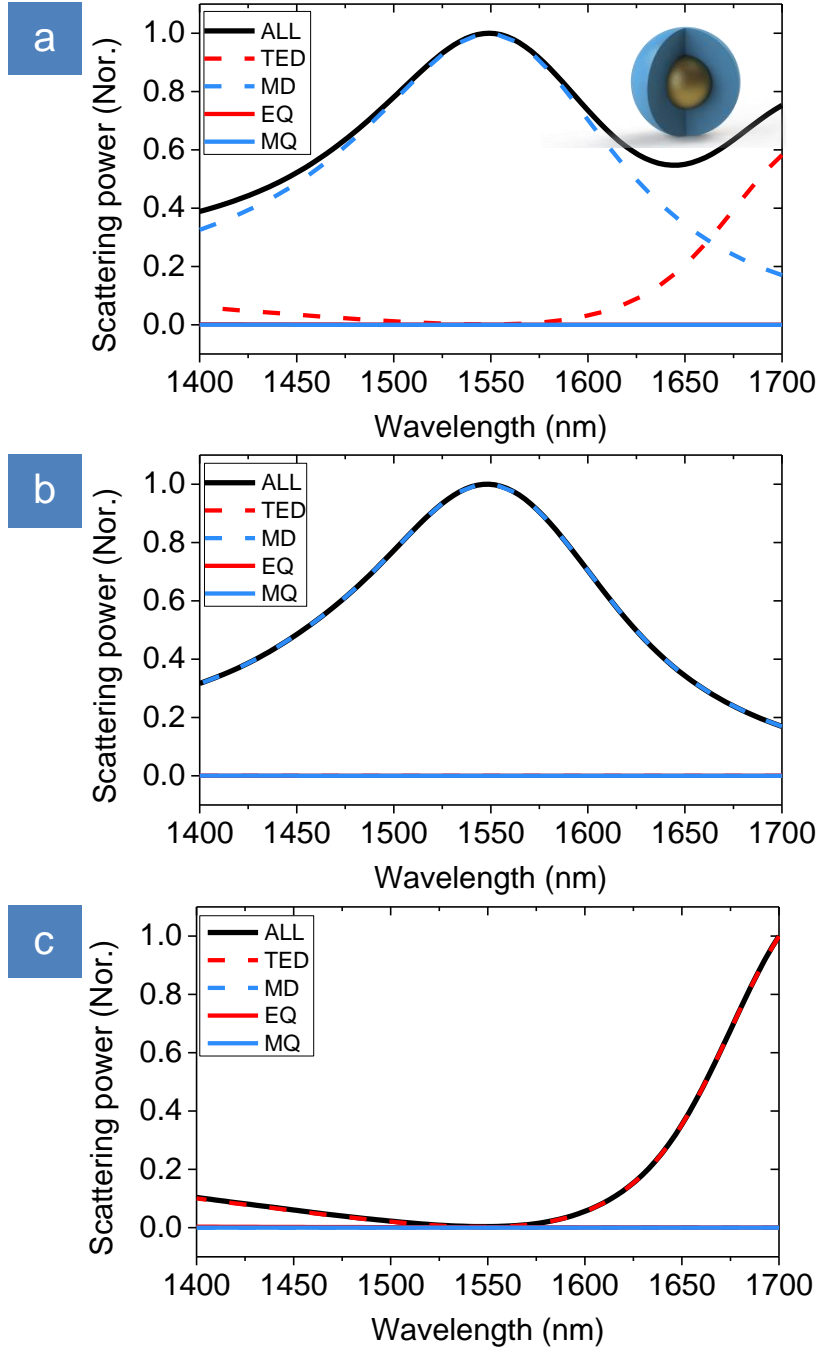 a
ALL
TED
MD
EQ
MQ
Scattering power (Nor.)
1.0
0.8
0.6
0.4
0.2
0.0
1400 1450 1500 1550 1600 1650 1700
Wavelength (nm)
b
ALL
TED
MD
EQ
MQ
Scattering power (Nor.)
1.0
0.8
0.6
0.4
0.2
0.0
1400 1450 1500 1550 1600 1650 1700
Wavelength (nm)
c
ALL
TED
MD
EQ
MQ
Scattering power (Nor.)
1.0
0.8
0.6
0.4
0.2
0.0
1400 1450 1500 1550 1600 1650 1700
Wavelength (nm)